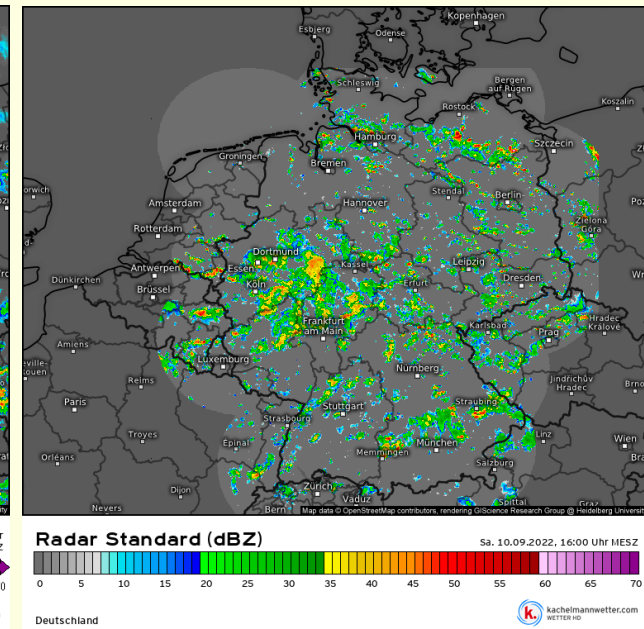 Kopenhagen
Esbjerg
Odense
Schleswig
Bergen
auf Rügen
Rostock
Koszalin
Hamburg
Szczecin
Groningen
Bremen
Stendal
Berlin
Amsterdam
Hannover
Rotterdam
Zielona
Góra
Dortmund
Antwerpen
Essen
Kassel
Leipzig
Dünkirchen
Brüssel
Köln
Erfurt
Dresden
Frankfurt
am Main
Karlsbad
Hradec
Králové
Prag
Amiens
Luxemburg
Nürnberg
Reims
Jindřichův
Hradec
Brno
Paris
Stuttgart
Straubing
Troyes
Strasbourg
Linz
Wien
Orléans
Épinal
Memmingen
München
Salzburg
Dijon
Zürich
Vaduz
Spittal
Graz
Nevers
Bern
Map data © OpenStreetMap contributors, rendering GIScience Research Group @ Heidelberg Universit
Radar Standard (dBZ)
Sa. 10.09.2022, 16:00 Uhr MESZ
0 5 10 15 20 25 30 35 40 45 50 55 60 65 70
Deutschland
k.
kachelmannwetter.com
WETTER HD